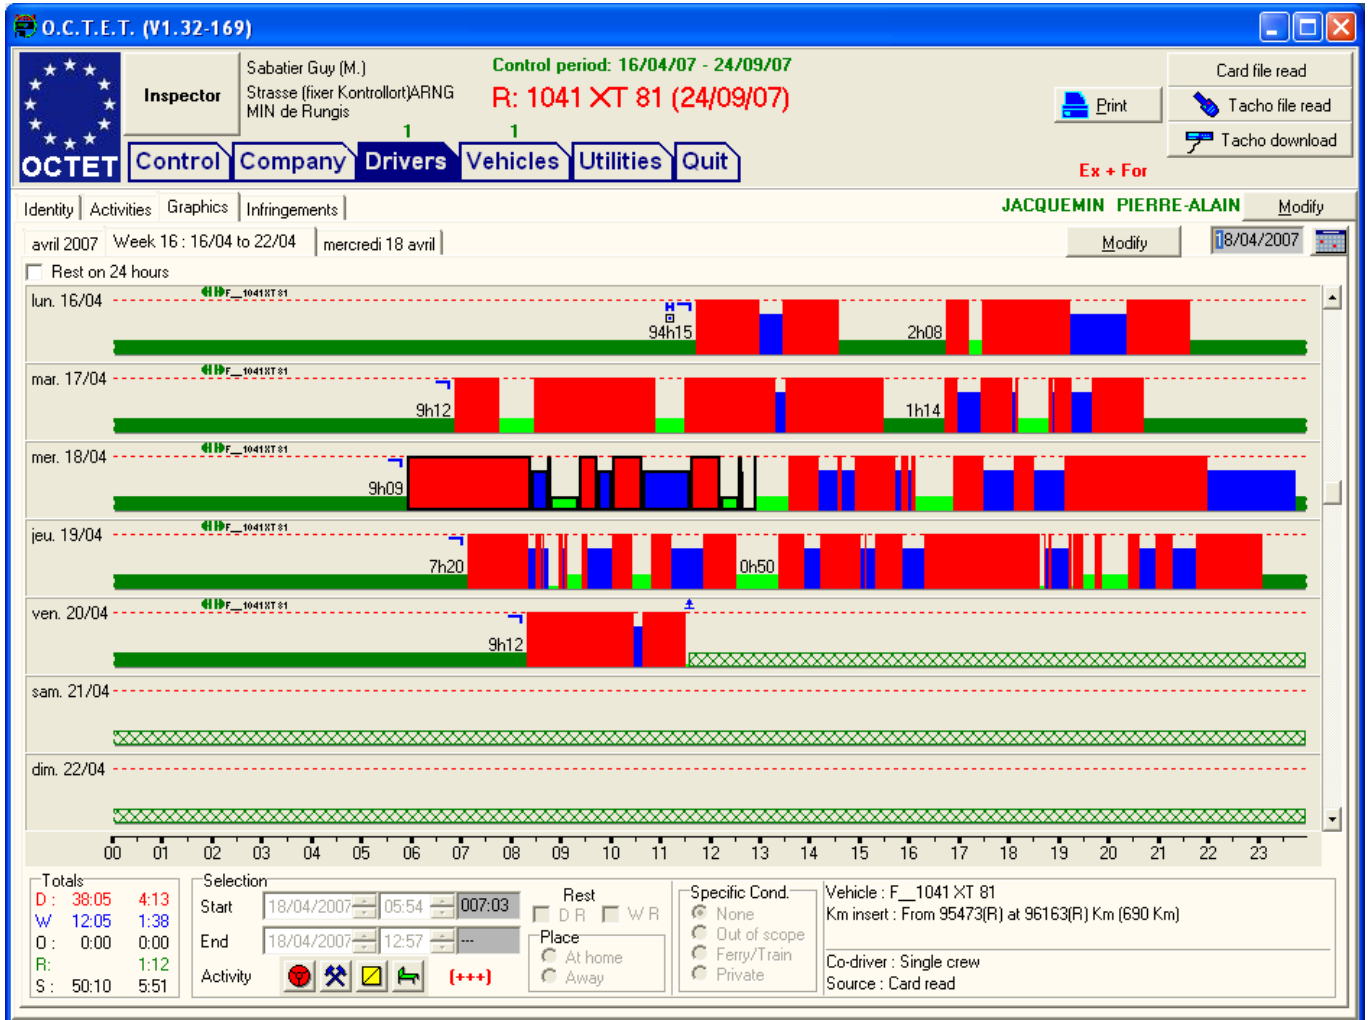 O.C.T.E.T. (V1.32-169)
Inspector
Sabatier Guy (M.)
Strasse (fixer Kontrollort)ARNG
MIN de Rungis
Control period: 16/04/07 - 24/09/07
R: 1041 XT 81 (24/09/07)
Print
Card file read
Tacho file read
Tacho download
Ex + For
OCTET
1 1
Control Company Drivers Vehicles Utilities Quit
Identity Activities Graphics Infringements
JACQUEMIN PIERRE-ALAIN Modify
avril 2007 Week 16 : 16/04 to 22/04 mercredi 18 avril
Modify 18/04/2007
Rest on 24 hours
lun. 16/04 F__1041XT81
94h15 2h08
mar. 17/04 F__1041XT81
9h12 1h14
mer. 18/04 F__1041XT81
9h09
jeu. 19/04 F__1041XT81
7h20 0h50
ven. 20/04 F__1041XT81
9h12
sam. 21/04
dim. 22/04
00 01 02 03 04 05 06 07 08 09 10 11 12 13 14 15 16 17 18 19 20 21 22 23
Totals
D : 38:05 4:13
W 12:05 1:38
O : 0:00 0:00
R: 1:12
S : 50:10 5:51
Selection
Start 18/04/2007 05:54 007:03
End 18/04/2007 12:57 ---
Activity (+++)
Rest
D R W R
Place
At home
Away
Specific Cond.
None
Out of scope
Ferry/Train
Private
Vehicle : F__1041 XT 81
Km insert : From 95473(R) at 96163(R) Km (690 Km)
Co-driver : Single crew
Source : Card read